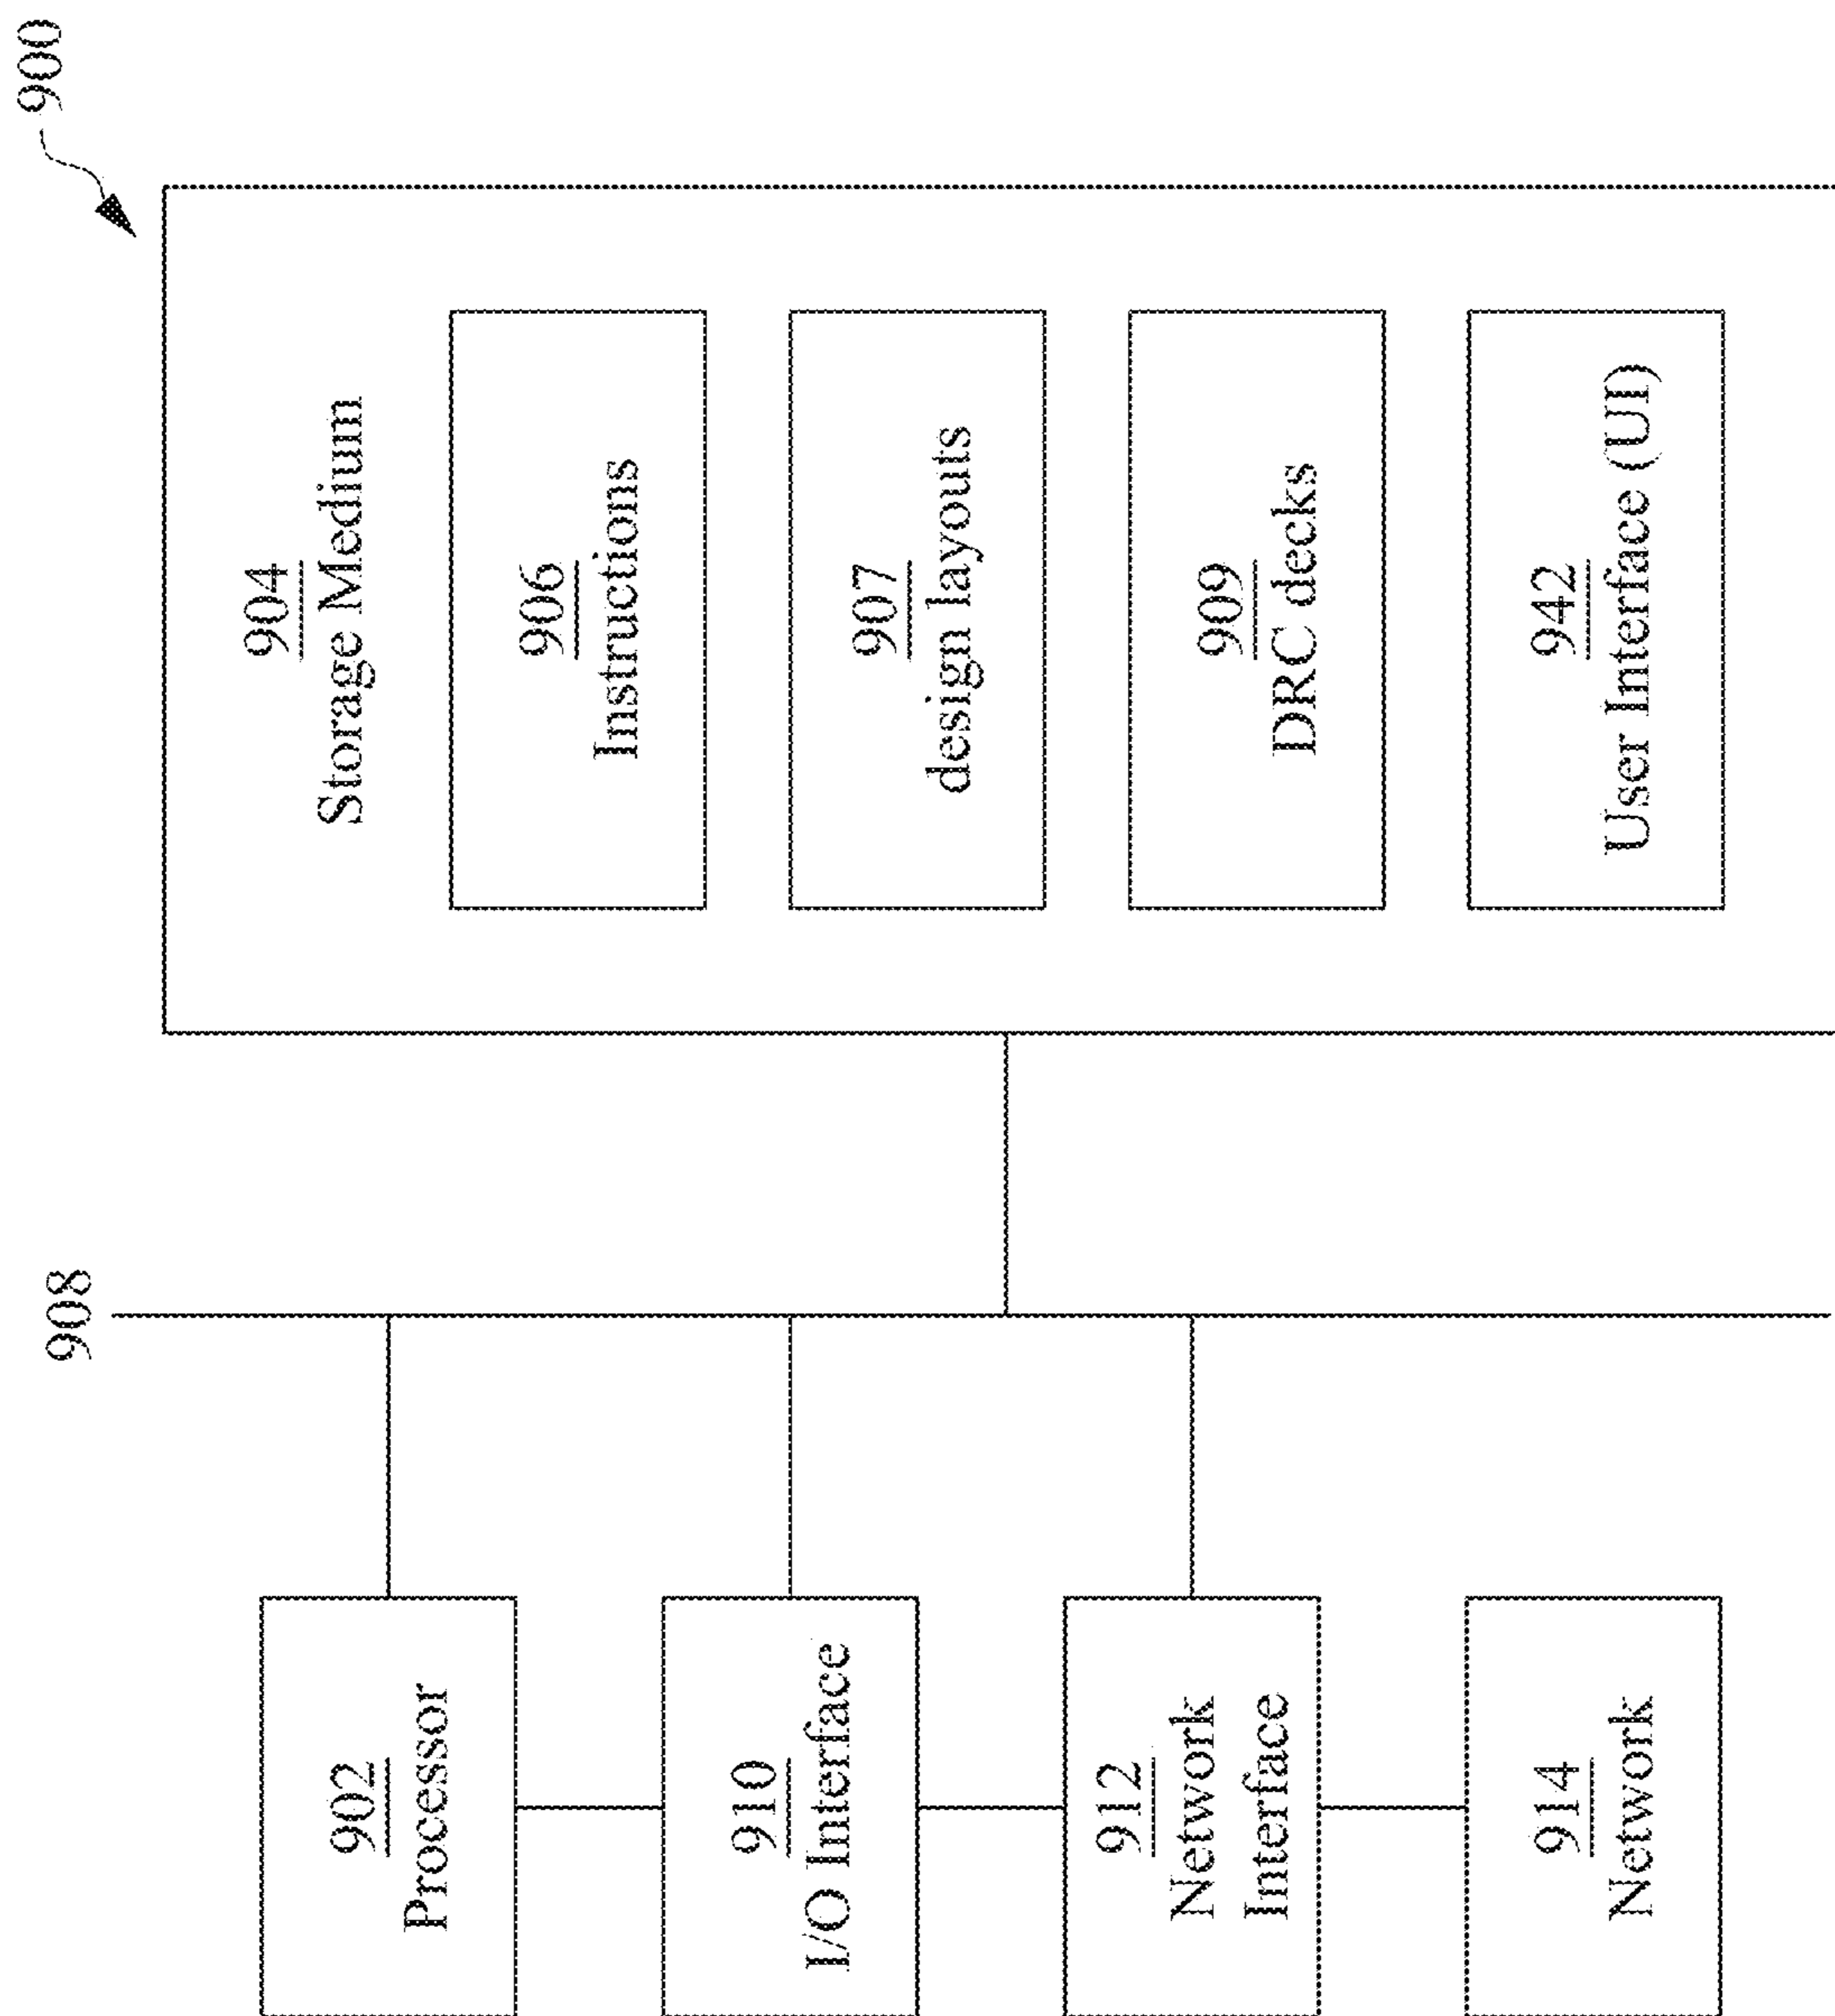 900
908
902
Processor
910
I/O Interface
912
Network
Interface
914
Network
904
Storage Medium
906
Instructions
907
design layouts
909
DRC decks
942
User Interface (UI)